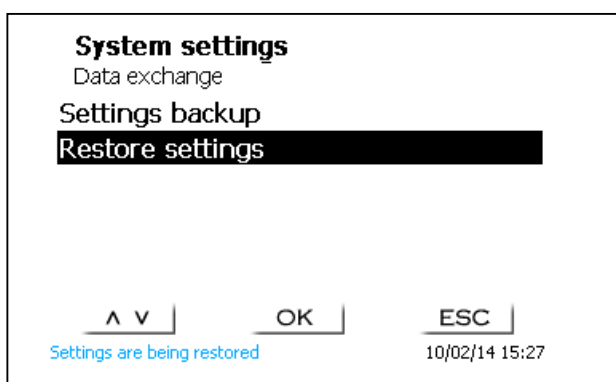 System settings
Data exchange
Settings backup
Restore settings
∧ ∨ OK ESC
Settings are being restored 10/02/14 15:27